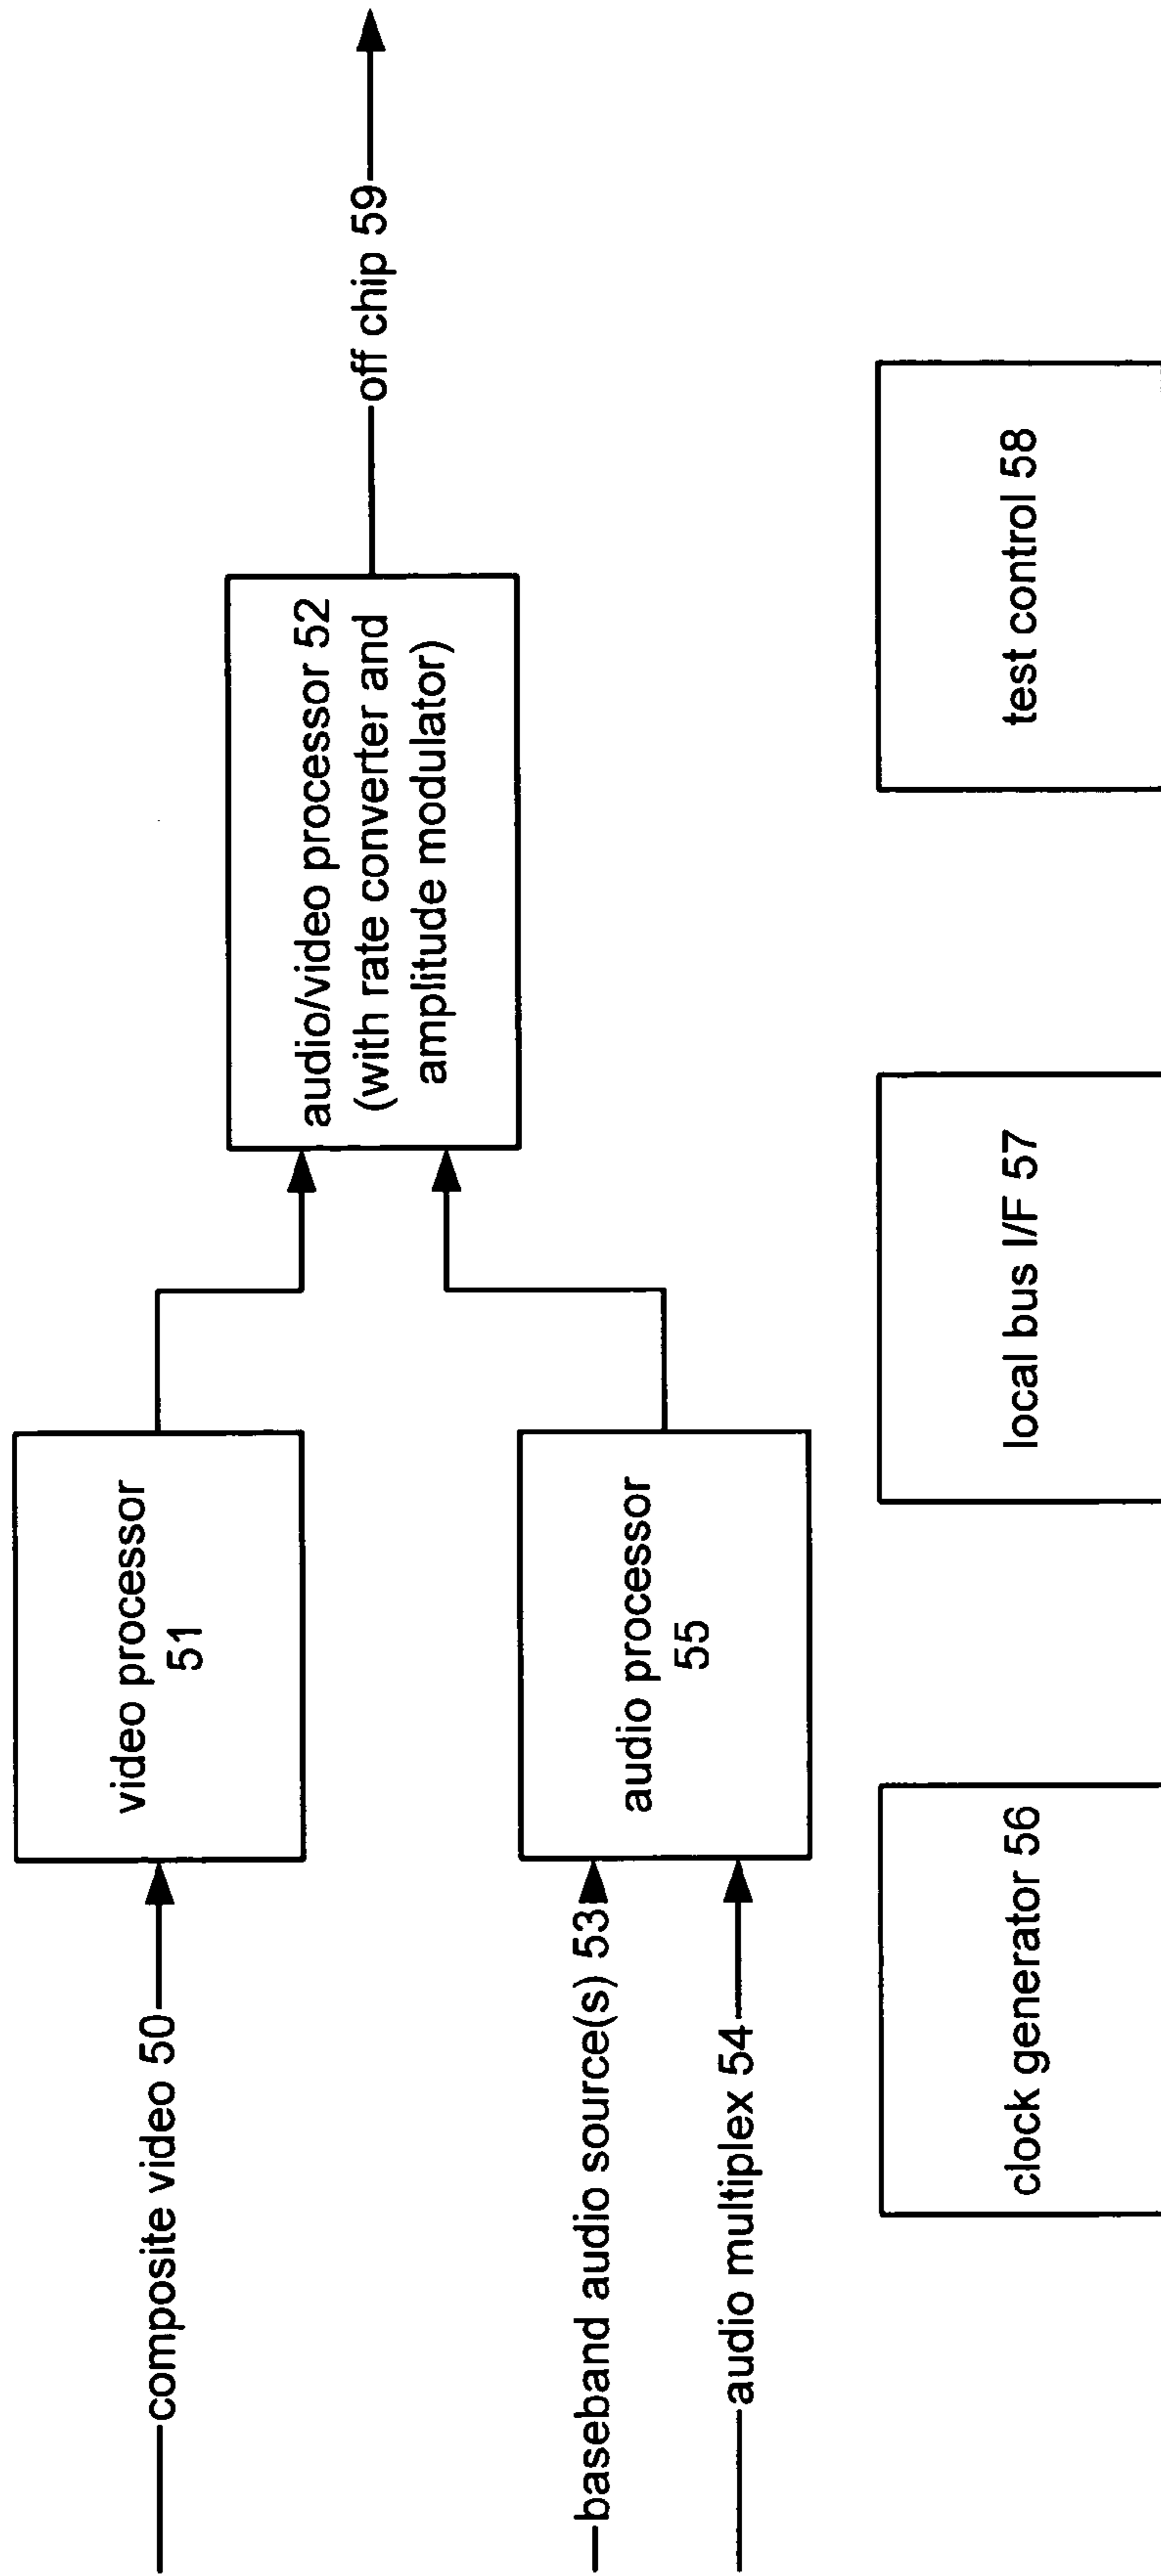 composite video 50
video processor
51
baseband audio source(s) 53
audio multiplex 54
audio processor
55
audio/video processor 52
(with rate converter and
amplitude modulator)
off chip 59
clock generator 56
local bus I/F 57
test control 58